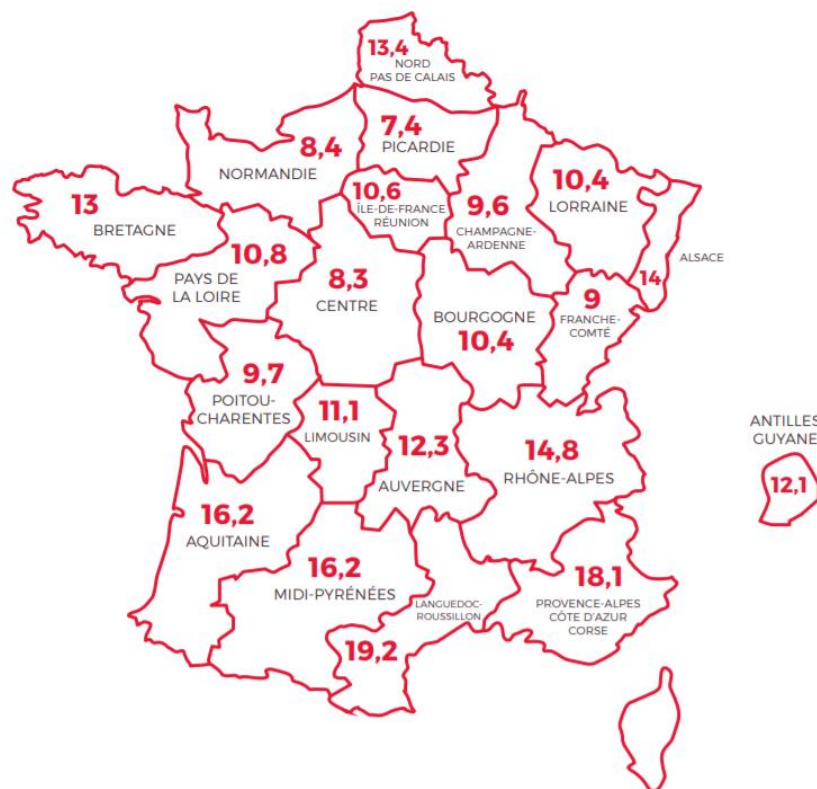 13,4
NORD
PAS DE CALAIS
7,4
PICARDIE
8,4
NORMANDIE
10,6
ÎLE-DE-FRANCE
RÉUNION
9,6
CHAMPAGNE-
ARDENNE
10,4
LORRAINE
14
ALSACE
13
BRETAGNE
10,8
PAYS DE
LA LOIRE
8,3
CENTRE
BOURGOGNE
10,4
9
FRANCHE-
COMTÉ
9,7
POITOU-
CHARENTES
11,1
LIMOUSIN
12,3
AUVERGNE
14,8
RHÔNE-ALPES
ANTILLES
GUYANE
12,1
16,2
AQUITAINE
16,2
MIDI-PYRÉNÉES
LANGUEDOC-
ROUSSILLON
19,2
18,1
PROVENCE-ALPES
CÔTE D'AZUR
CORSE